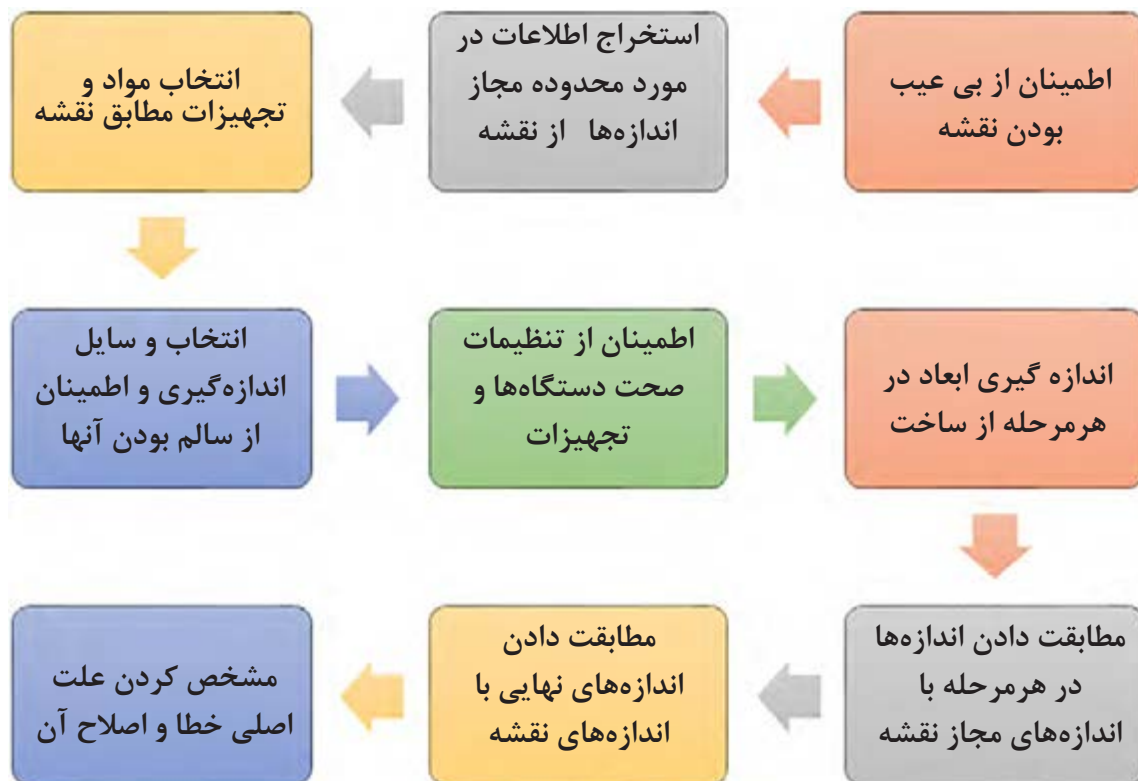 اطمینان از بی عیب
بودن نقشه
استخراج اطلاعات در
مورد محدوده مجاز
اندازه‌ها از نقشه
انتخاب مواد و
تجهیزات مطابق نقشه
انتخاب و سایل
اندازه‌گیری و اطمینان
از سالم بودن آنها
اطمینان از تنظیمات
صحت دستگاه‌ها و
تجهیزات
اندازه گیری ابعاد در
هرمرحله از ساخت
مطابقت دادن اندازه‌ها
در هرمرحله با
اندازه‌های مجاز نقشه
مطابقت دادن
اندازه‌های نهایی با
اندازه‌های نقشه
مشخص کردن علت
اصلی خطا و اصلاح آن